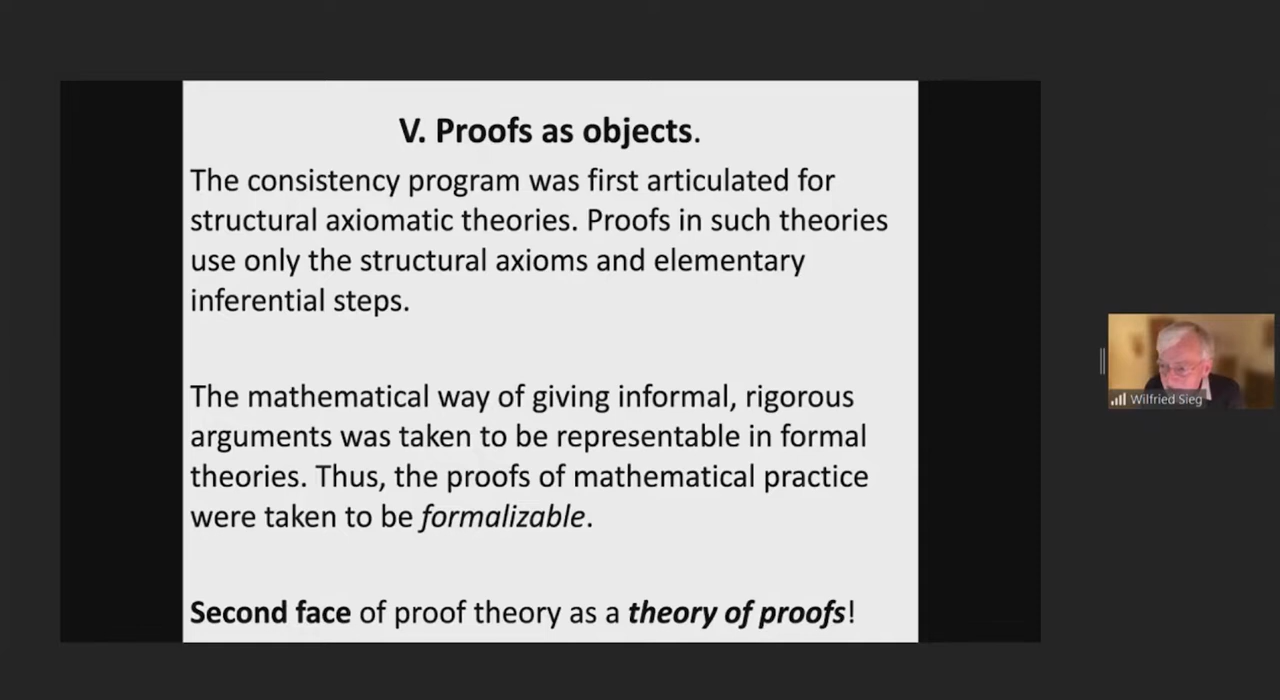 V. Proofs as objects.
The consistency program was first articulated for
structural axiomatic theories. Proofs in such theories
use only the structural axioms and elementary
inferential steps.
The mathematical way of giving informal, rigorous
arguments was taken to be representable in formal
theories. Thus, the proofs of mathematical practice
were taken to be formalizable.
Second face of proof theory as a theory of proofs!
Wilfried Sieg